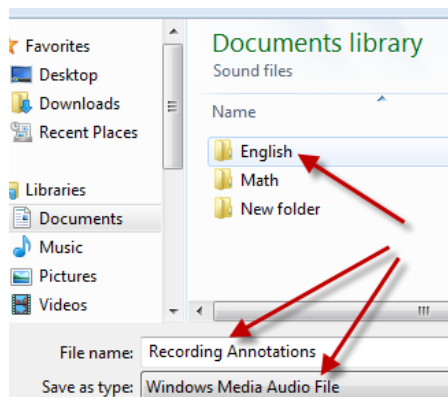 Favorites
Desktop
Downloads
Recent Places
Libraries
Documents
Music
Pictures
Videos
Documents library
Sound files
Name
English
Math
New folder
File name: Recording Annotations
Save as type: Windows Media Audio File